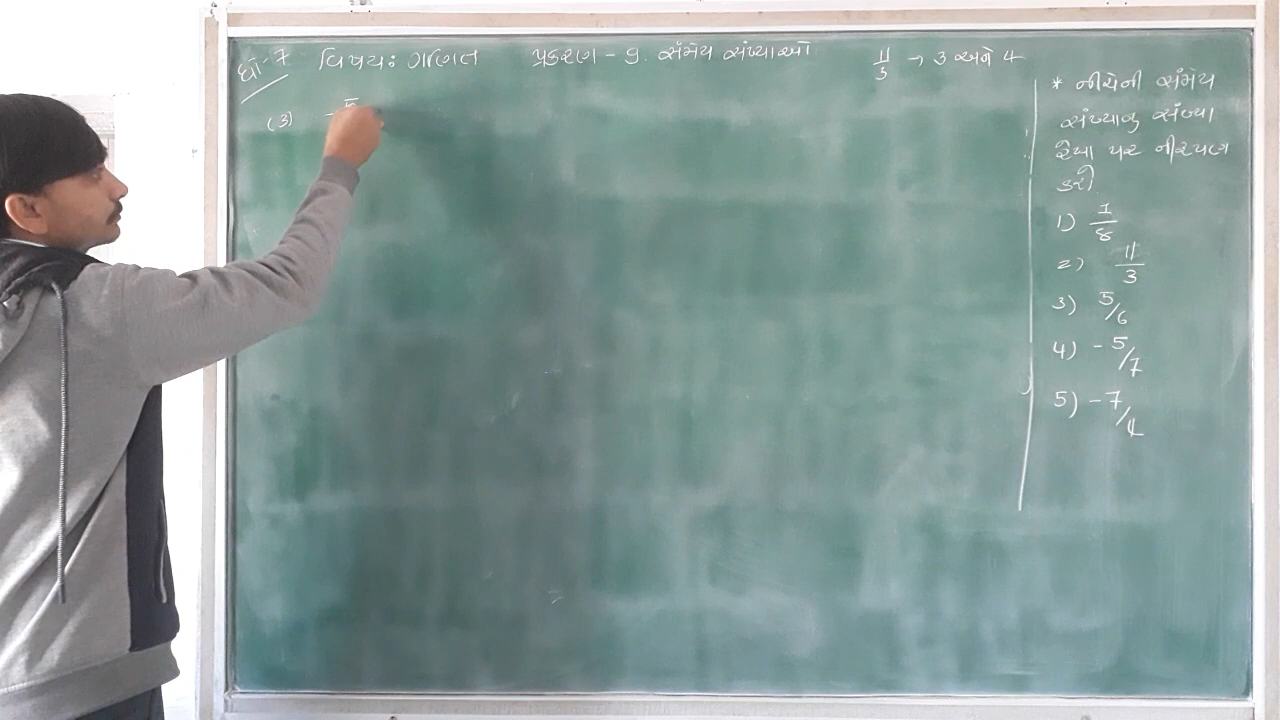 ધો-7 વિષય: ગણિત પ્રકરણ - 9. સંમેય સંખ્યાઓ 11/3 → 3 અને 4
(3) - 5
* નીચેની સંમેય
સંખ્યાનુ સંખ્યા
રેખા પર નીરૂપણ
કરો.
1) 7/8
2) 11/3
3) 5/6
4) - 5/7
5) - 7/4